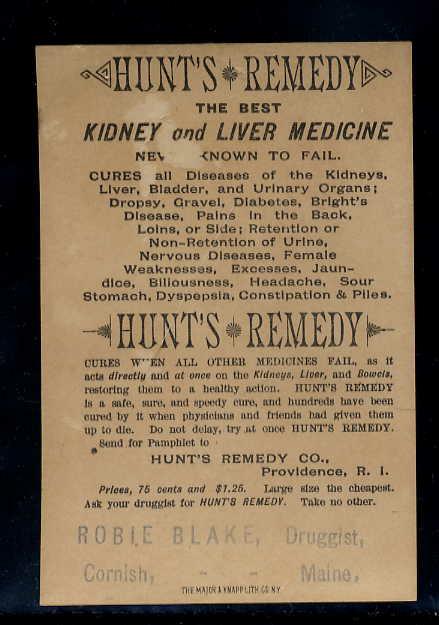 HUNT'S REMEDY
THE BEST
KIDNEY and LIVER MEDICINE
KNOWN TO FAIL.
CURES all Diseases of the Kidneys,
Liver, Bladder, and Urinary Organs;
Dropsy, Gravel, Diabetes, Bright's
Disease, Pains in the Back,
Loins, or Side; Retention or
Non-Retention of Urine,
Nervous Diseases, Female
Weaknesses, Excesses, Jaun-
dice, Biliousness, Headache, Sour
Stomach, Dyspepsia, Constipation & Piles.
HUNT'S REMEDY
CURES WHEN ALL OTHER MEDICINES FAIL, as it
acts directly and at once on the Kidneys, Liver, and Bowels,
restoring them to a healthy action. HUNT'S REMEDY
is a safe, sure, and speedy cure, and hundreds have been
cured by it when physicians and friends had given them
up to die. Do not delay, try at once HUNT'S REMEDY.
Send for Pamphlet to
HUNT'S REMEDY CO.,
Providence, R. I.
Prices, 75 cents and $1.25. Large size the cheapest.
Ask your druggist for HUNT'S REMEDY. Take no other.
ROBIE BLAKE, Druggist,
Cornish, - - Maine,
THE MAJOR & KNAPP LITH. CO. N.Y.